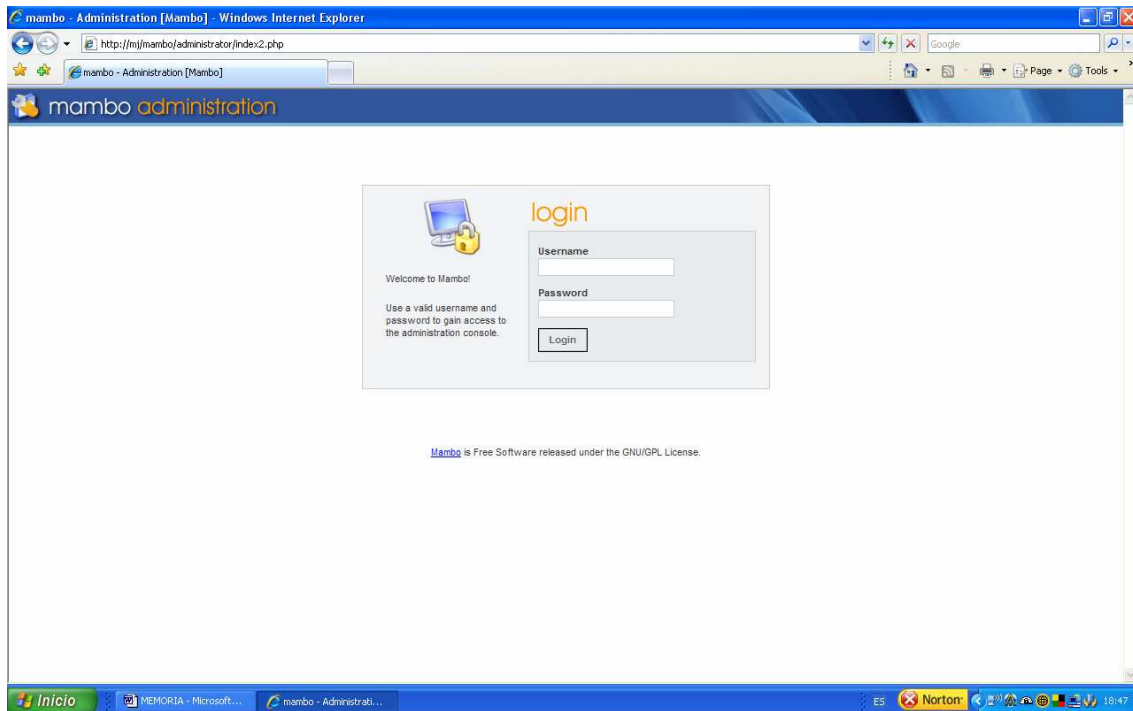 mambo - Administration [Mambo] - Windows Internet Explorer
http://mj/mambo/administrator/index2.php
Google
mambo - Administration [Mambo]
Page
Tools
mambo administration
login
Username
Password
Login
Welcome to Mambo!
Use a valid username and
password to gain access to
the administration console.
Mambo is Free Software released under the GNU/GPL License.
Inicio
MEMORIA - Microsoft...
mambo - Administrati...
ES
Norton
18:47